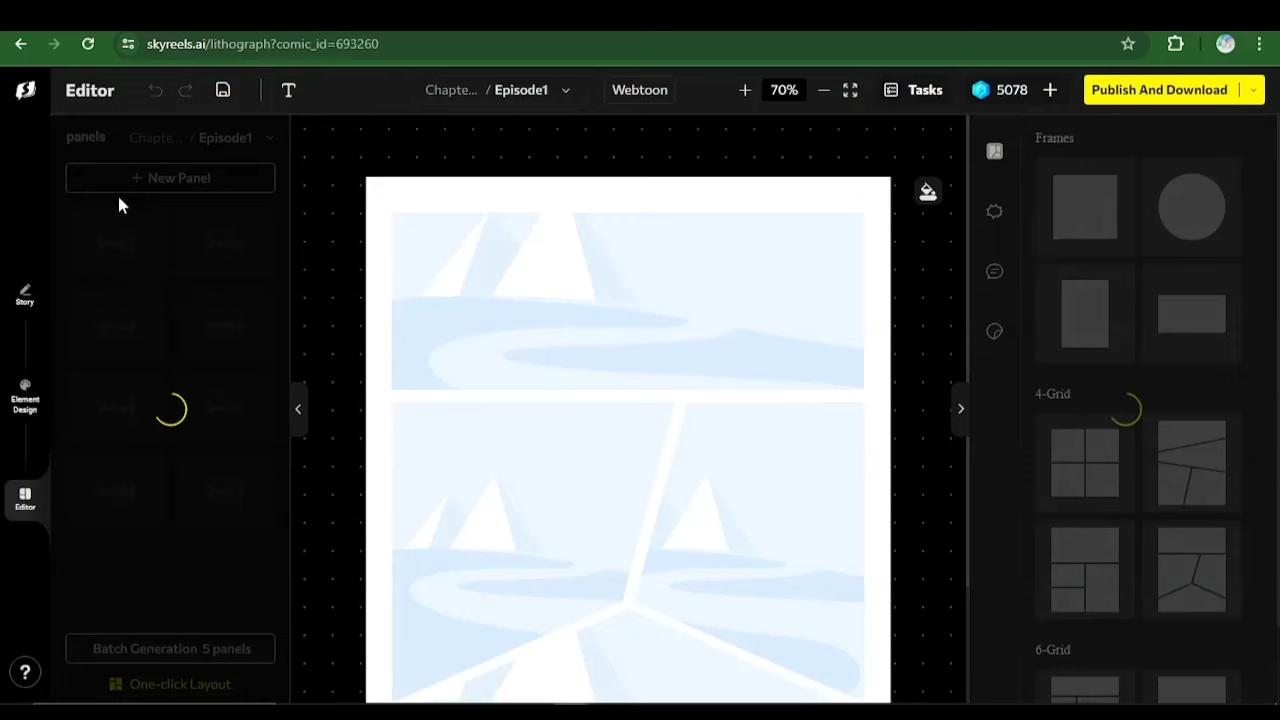 skyreels.ai/lithograph?comic_id=693260
Editor
T
Chapte... / Episode1
Webtoon
70%
Tasks
5078
Publish And Download
panels
Chapte... / Episode1
+ New Panel
Story
Element
Design
Editor
Batch Generation 5 panels
One-click Layout
?
Frames
4-Grid
6-Grid